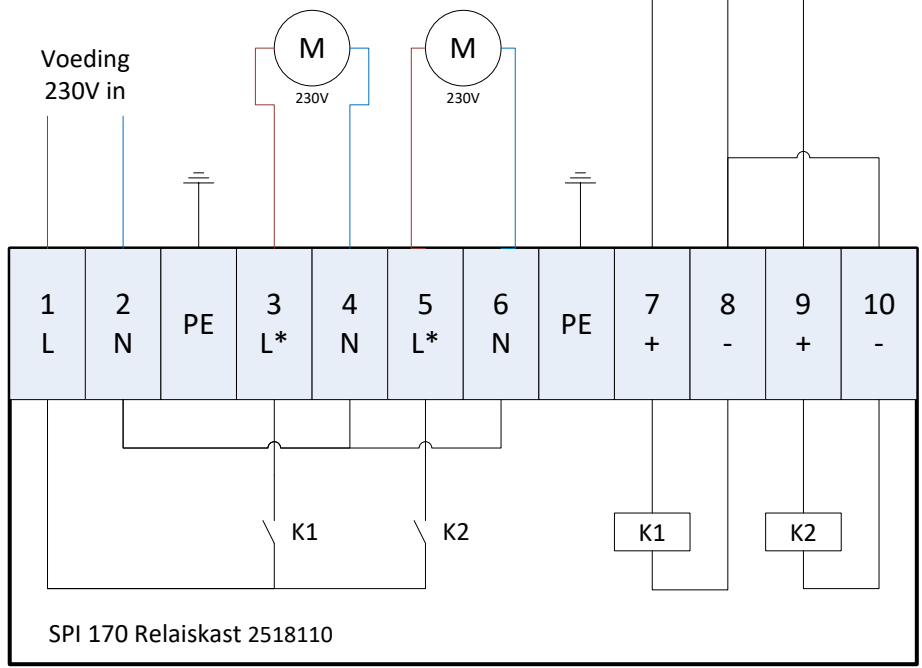 M
M
Voeding
230V in
230V
230V
1
2
PE
3
4
5
6
PE
7
8
9
10
L
N
L*
N
L*
N
+
-
+
-
K1
K2
K1
K2
SPI 170 Relaiskast 2518110